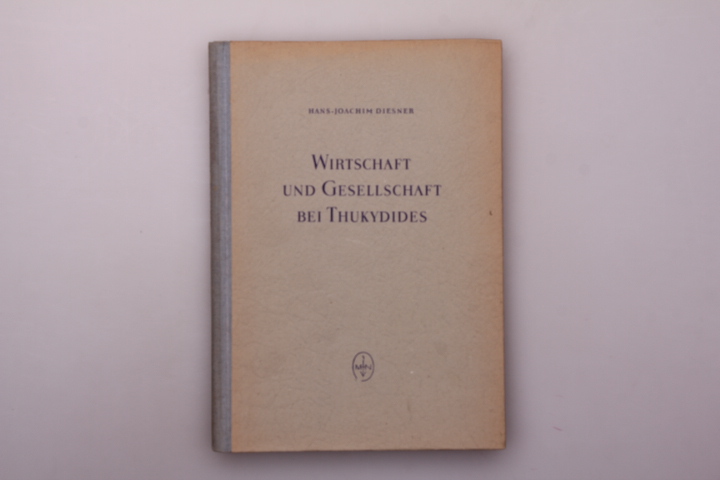 HANS-JOACHIM DIESNER
WIRTSCHAFT
UND GESELLSCHAFT
BEI THUKYDIDES